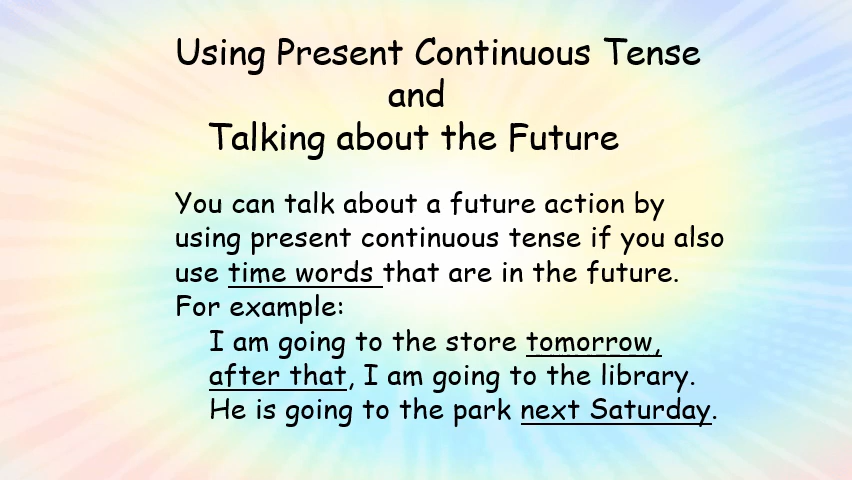 Using Present Continuous Tense
and
Talking about the Future
You can talk about a future action by
using present continuous tense if you also
use time words that are in the future.
For example:
I am going to the store tomorrow,
after that, I am going to the library.
He is going to the park next Saturday.